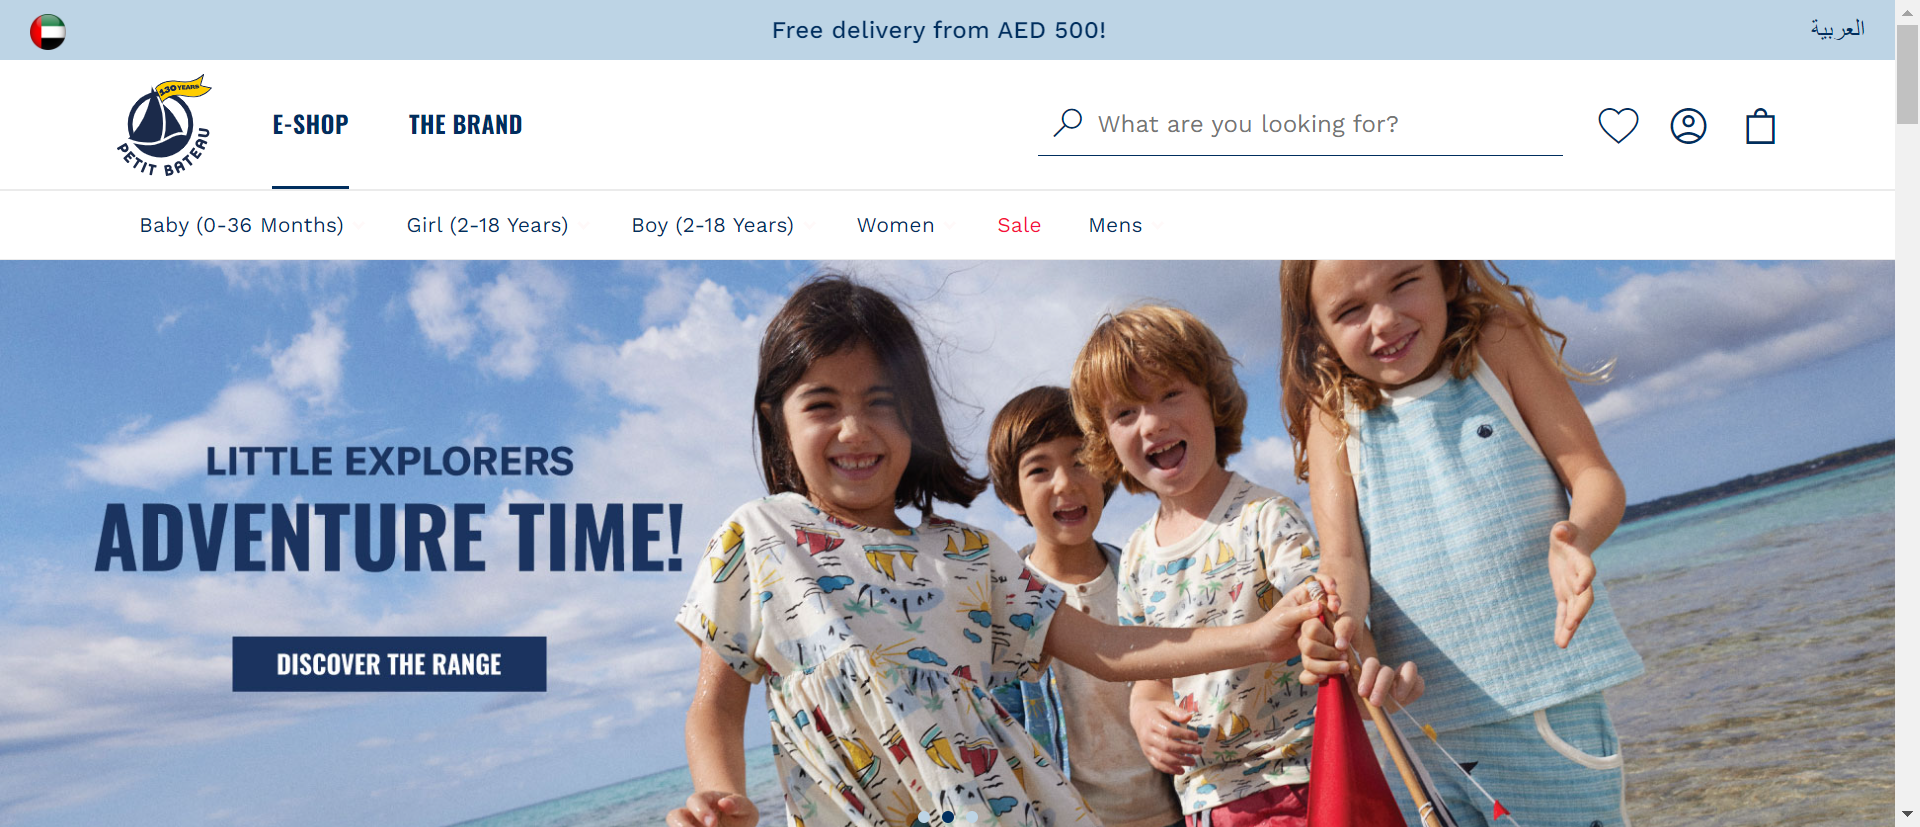 Free delivery from AED 500!
العربية
130 YEARS
PETIT BATEAU
E-SHOP
THE BRAND
What are you looking for?
Baby (0-36 Months)
Girl (2-18 Years)
Boy (2-18 Years)
Women
Sale
Mens
LITTLE EXPLORERS
ADVENTURE TIME!
DISCOVER THE RANGE